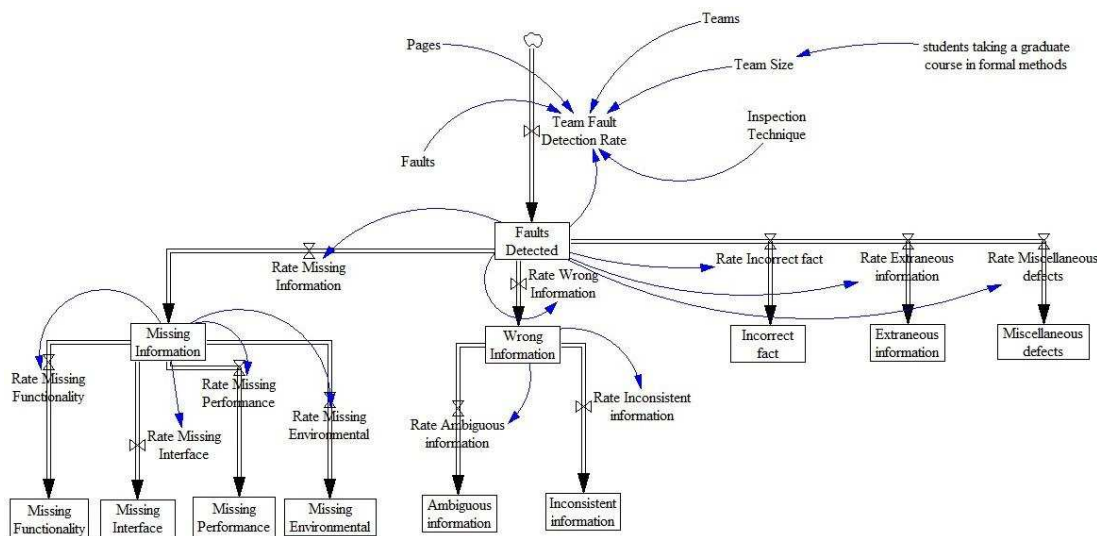 Teams
Pages
Team Size
students taking a graduate
course in formal methods
Team Fault
Detection Rate
Inspection
Technique
Faults
Faults
Detected
Rate Missing
Information
Rate Wrong
Information
Rate Incorrect fact
Rate Extraneous
information
Rate Miscellaneous
defects
Missing
Information
Wrong
Information
Incorrect
fact
Extraneous
information
Miscellaneous
defects
Rate Missing
Functionality
Rate Missing
Performance
Rate Missing
Interface
Rate Missing
Environmental
Rate Ambiguous
information
Rate Inconsistent
information
Missing
Functionality
Missing
Interface
Missing
Performance
Missing
Environmental
Ambiguous
information
Inconsistent
information